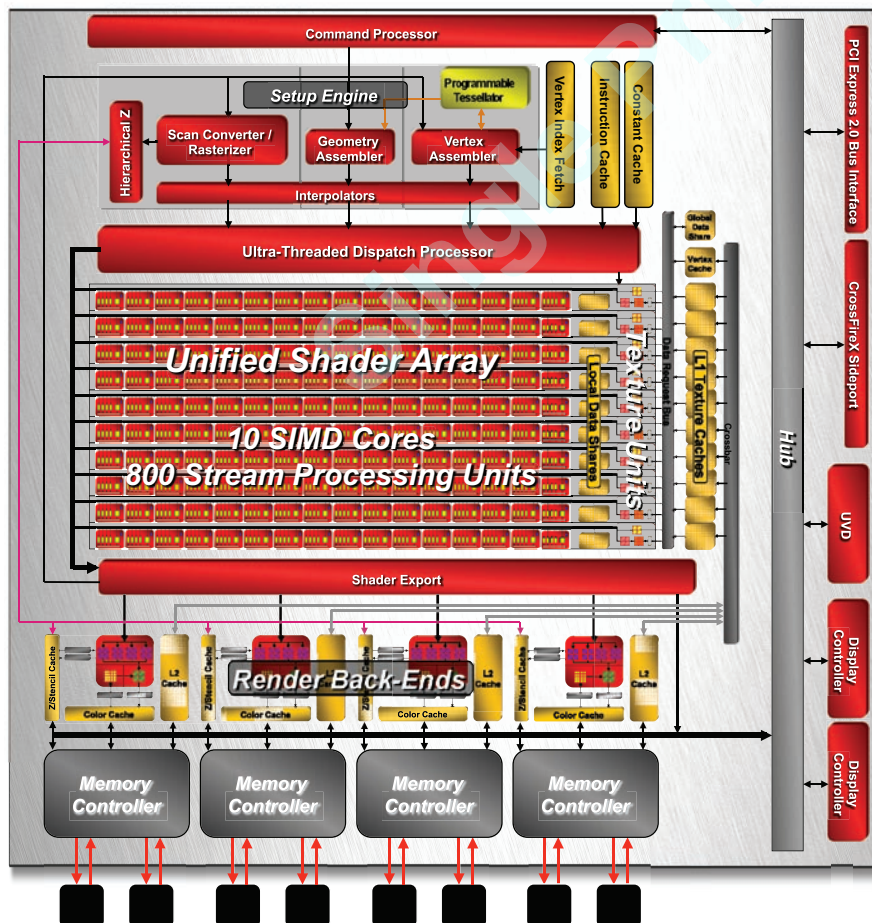 Command Processor
Setup Engine
Programmable
Tessellator
Hierarchical Z
Scan Converter /
Rasterizer
Geometry
Assembler
Vertex
Assembler
Interpolators
Vertex Index Fetch
Instruction Cache
Constant Cache
Ultra-Threaded Dispatch Processor
Global
Data
Share
Vertex
Cache
Unified Shader Array
10 SIMD Cores
800 Stream Processing Units
Local Data Shares
Texture Units
Data Request Bus
L1 Texture Caches
Crossbar
Hub
PCI Express 2.0 Bus Interface
CrossFireX Sideport
UVD
Display
Controller
Display
Controller
Shader Export
Render Back-Ends
Z/Stencil Cache
L2
Cache
Color Cache
Z/Stencil Cache
Color Cache
Z/Stencil Cache
Color Cache
Z/Stencil Cache
L2
Cache
Color Cache
Memory
Controller
Memory
Controller
Memory
Controller
Memory
Controller
Single